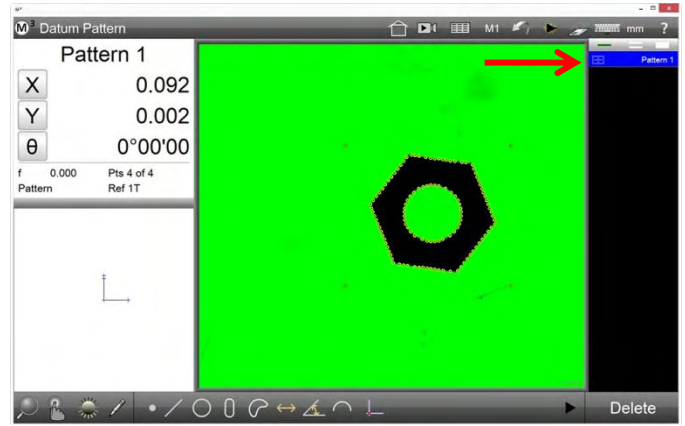 M³ Datum Pattern M1 mm ?
Pattern 1
X 0.092
Y 0.002
θ 0°00'00
f 0.000 Pts 4 of 4
Pattern Ref 1T
Pattern 1
Delete